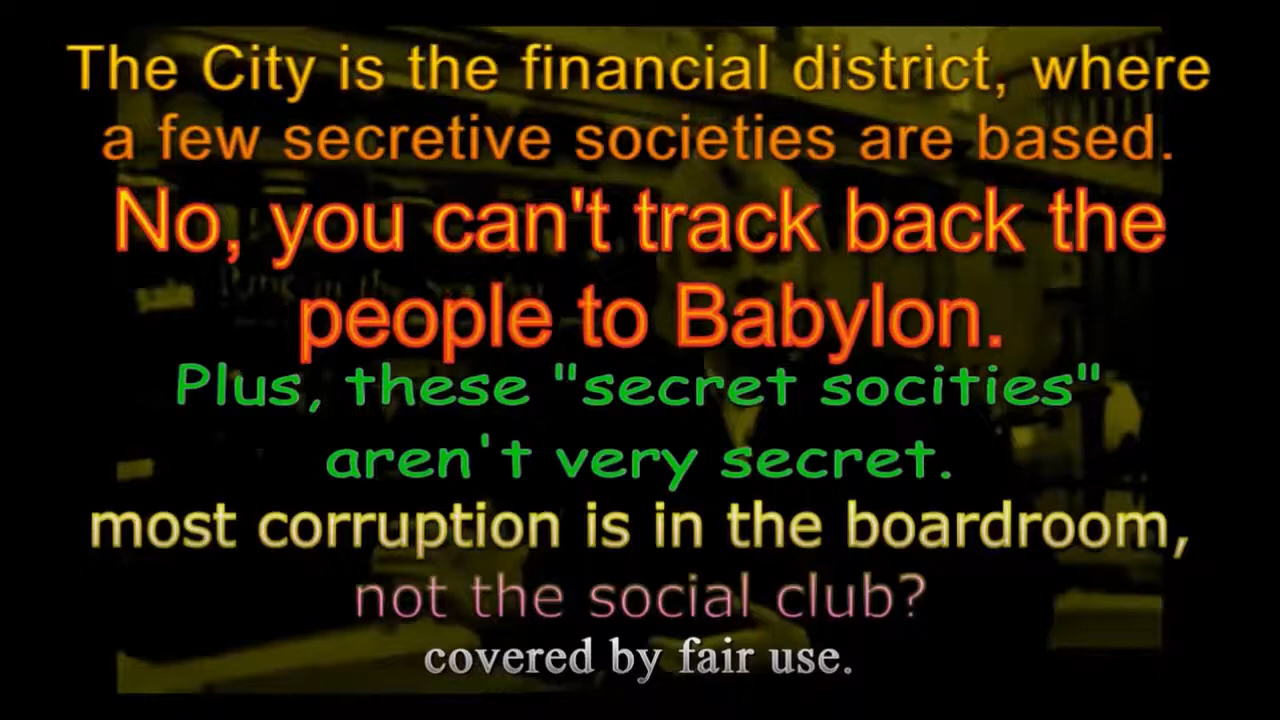 The City is the financial district, where
a few secretive societies are based.
No, you can't track back the
people to Babylon.
Plus, these "secret socities"
aren't very secret.
most corruption is in the boardroom,
not the social club?
covered by fair use.